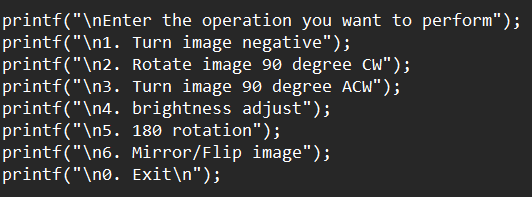 printf("\nEnter the operation you want to perform");
printf("\n1. Turn image negative");
printf("\n2. Rotate image 90 degree CW");
printf("\n3. Turn image 90 degree ACW");
printf("\n4. brightness adjust");
printf("\n5. 180 rotation");
printf("\n6. Mirror/Flip image");
printf("\n0. Exit\n");